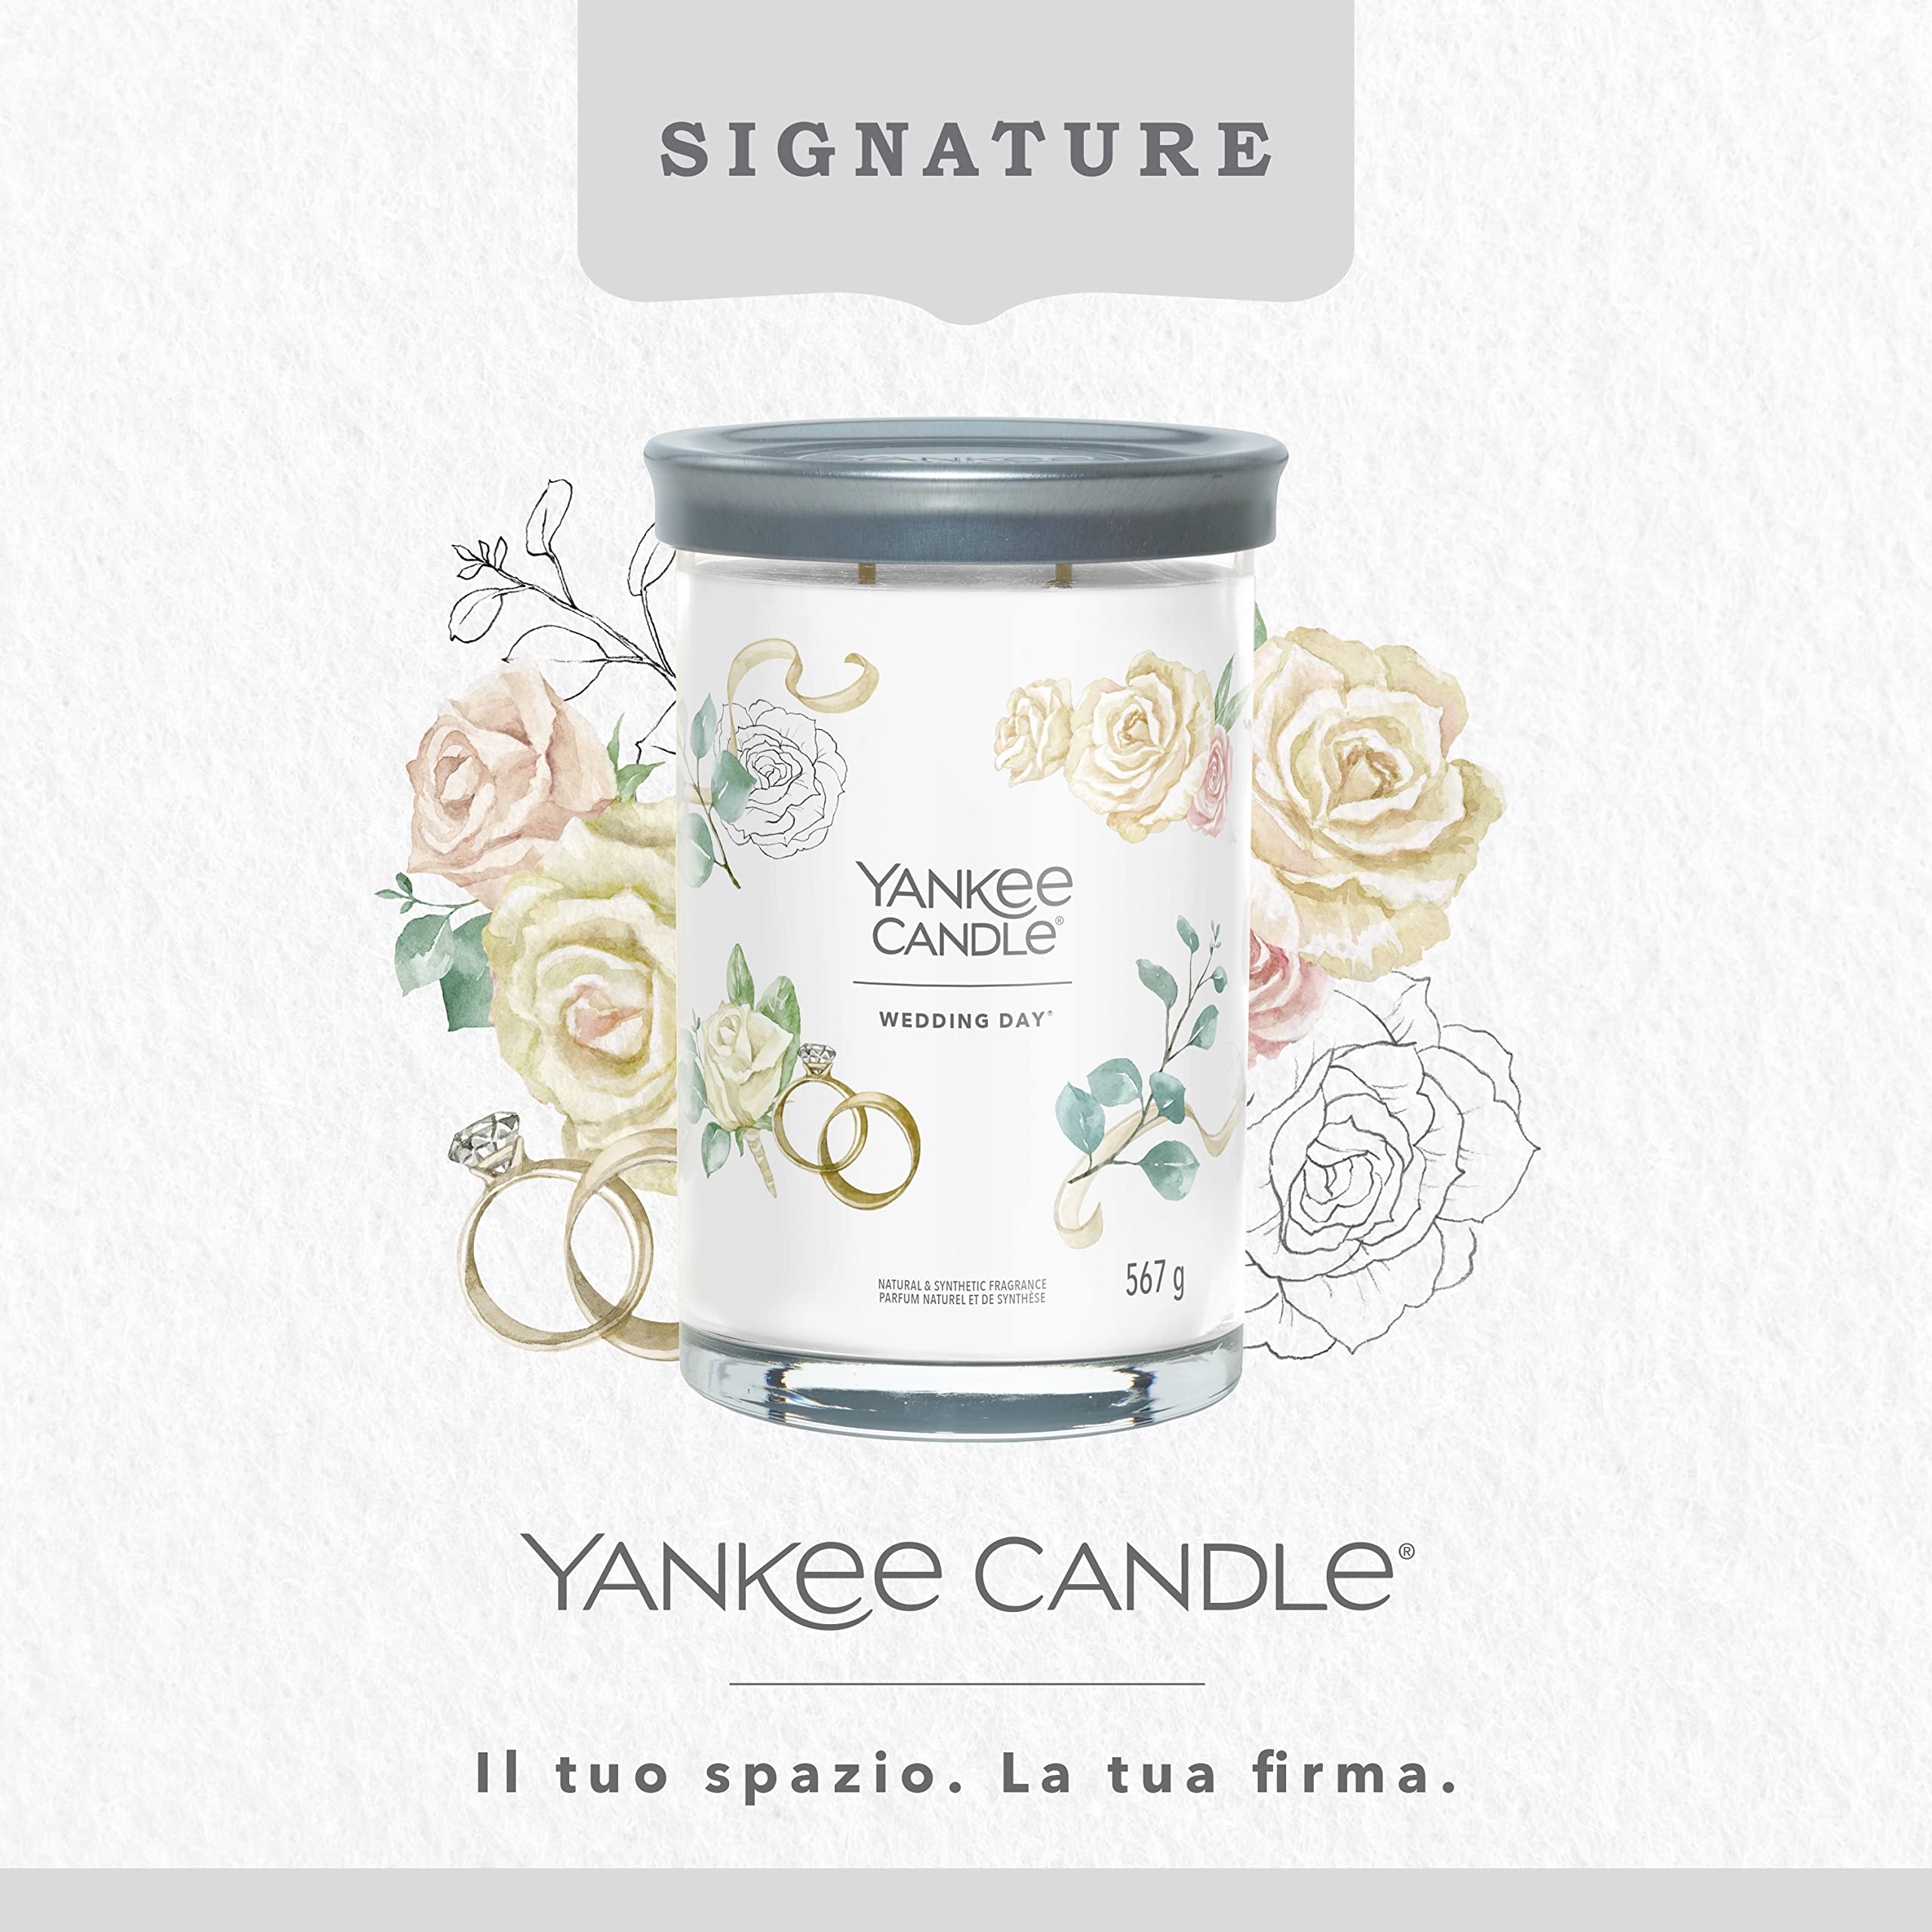 SIGNATURE
YANKEE
CANDLE®
WEDDING DAY®
NATURAL & SYNTHETIC FRAGRANCE
PARFUM NATUREL ET DE SYNTHÈSE
567 g
YANKEE CANDLE®
Il tuo spazio. La tua firma.